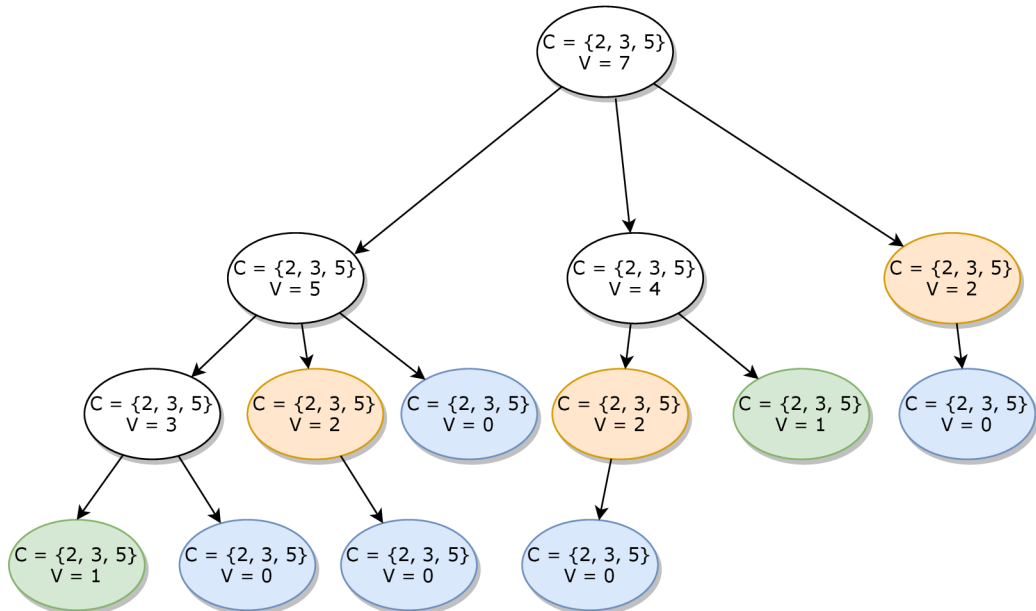 C = {2, 3, 5}
V = 7
C = {2, 3, 5}
V = 5
C = {2, 3, 5}
V = 4
C = {2, 3, 5}
V = 2
C = {2, 3, 5}
V = 3
C = {2, 3, 5}
V = 2
C = {2, 3, 5}
V = 0
C = {2, 3, 5}
V = 2
C = {2, 3, 5}
V = 1
C = {2, 3, 5}
V = 0
C = {2, 3, 5}
V = 1
C = {2, 3, 5}
V = 0
C = {2, 3, 5}
V = 0
C = {2, 3, 5}
V = 0